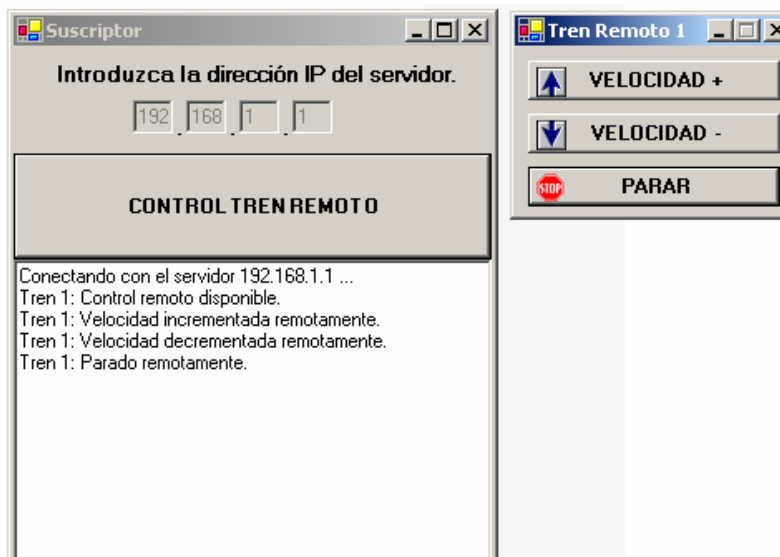 Suscriptor
Introduzca la dirección IP del servidor.
192 . 168 . 1 . 1
CONTROL TREN REMOTO
Conectando con el servidor 192.168.1.1 ...
Tren 1: Control remoto disponible.
Tren 1: Velocidad incrementada remotamente.
Tren 1: Velocidad decrementada remotamente.
Tren 1: Parado remotamente.
Tren Remoto 1
VELOCIDAD +
VELOCIDAD -
STOP PARAR